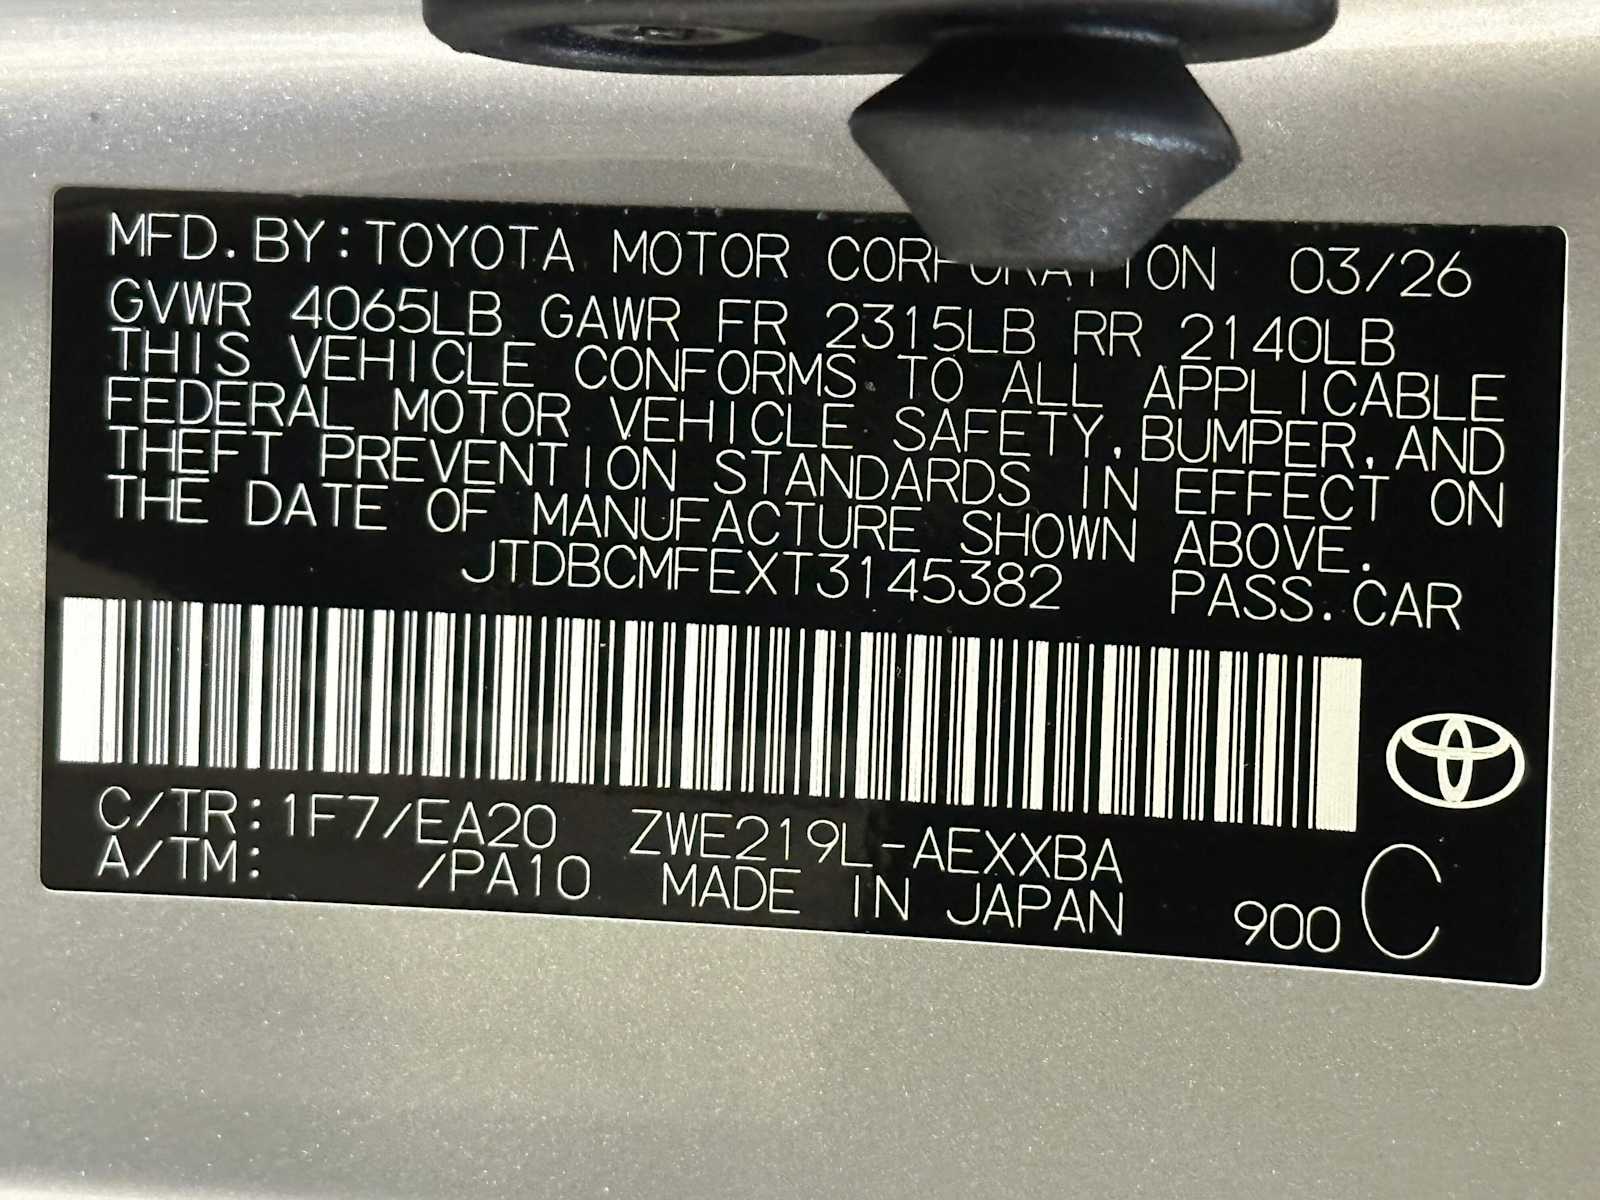 MFD. BY: TOYOTA MOTOR CORPORATION 03/26
GVWR 4065LB GAWR FR 2315LB RR 2140LB
THIS VEHICLE CONFORMS TO ALL APPLICABLE
FEDERAL MOTOR VEHICLE SAFETY, BUMPER, AND
THEFT PREVENTION STANDARDS IN EFFECT ON
THE DATE OF MANUFACTURE SHOWN ABOVE.
JTDBCMFEXT3145382 PASS. CAR
C/TR: 1F7/EA20 ZWE219L-AEXXBA
A/TM: /PA10 MADE IN JAPAN 900 C